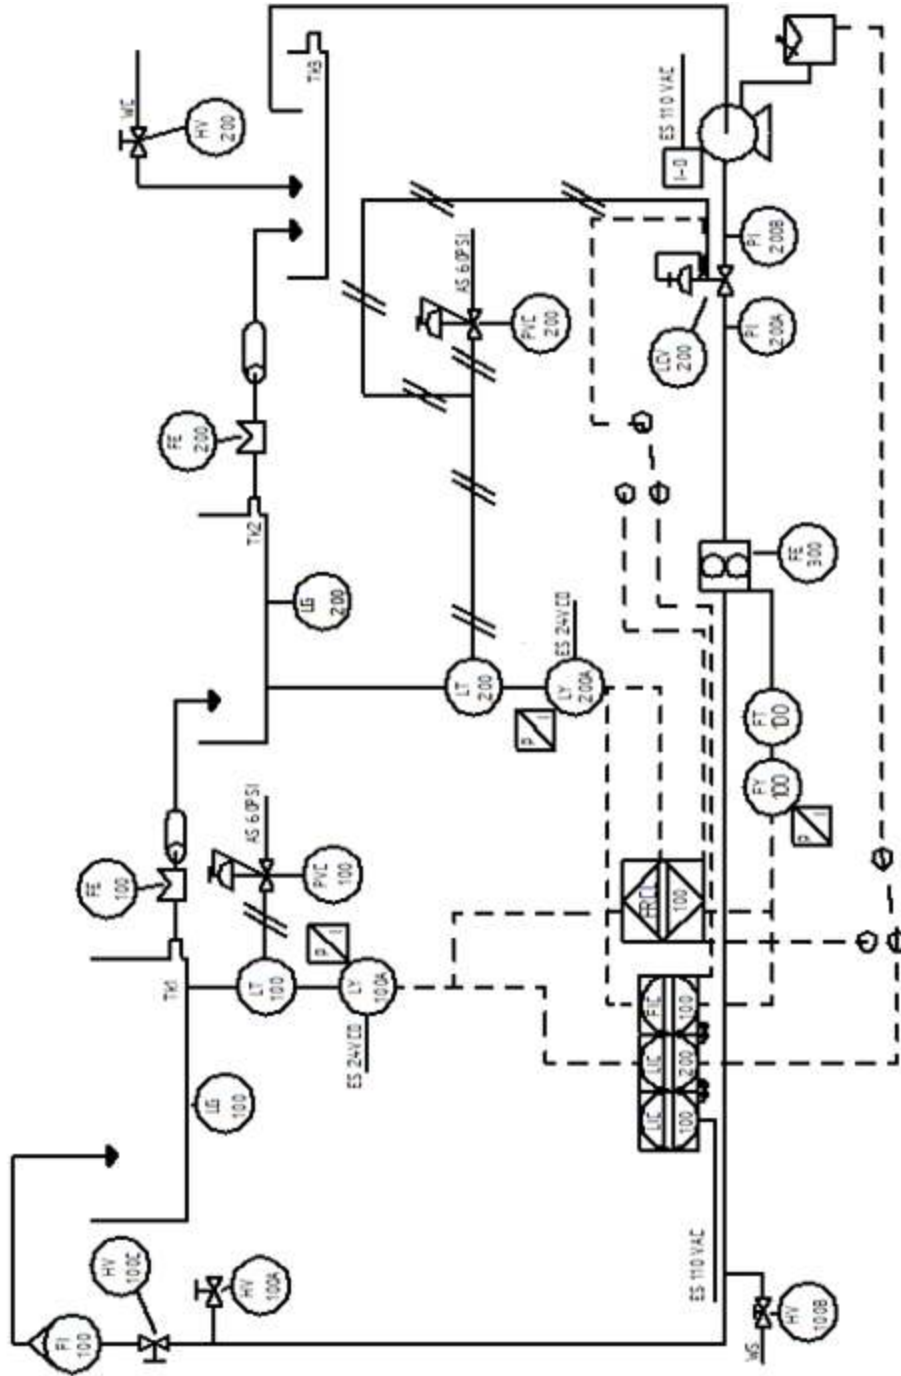 FI
100
HV
100C
FE
100
WC
HV
200
TK1
FE
200
TK2
TK3
LG
100
HV
100A
LT
100
AS 60PSI
PVC
100
P
I
LY
100A
ES 24VCD
LG
200
AS 60PSI
PVC
200
LT
200
P
I
LY
200A
ES 24VCD
LIC
100
LIC
200
FIC
100
100
LCV
200
ES 110 VAC
I-0
ES 110 VAC
WS
HV
100B
FY
100
FT
100
P
I
FE
300
PI
200A
PI
200B